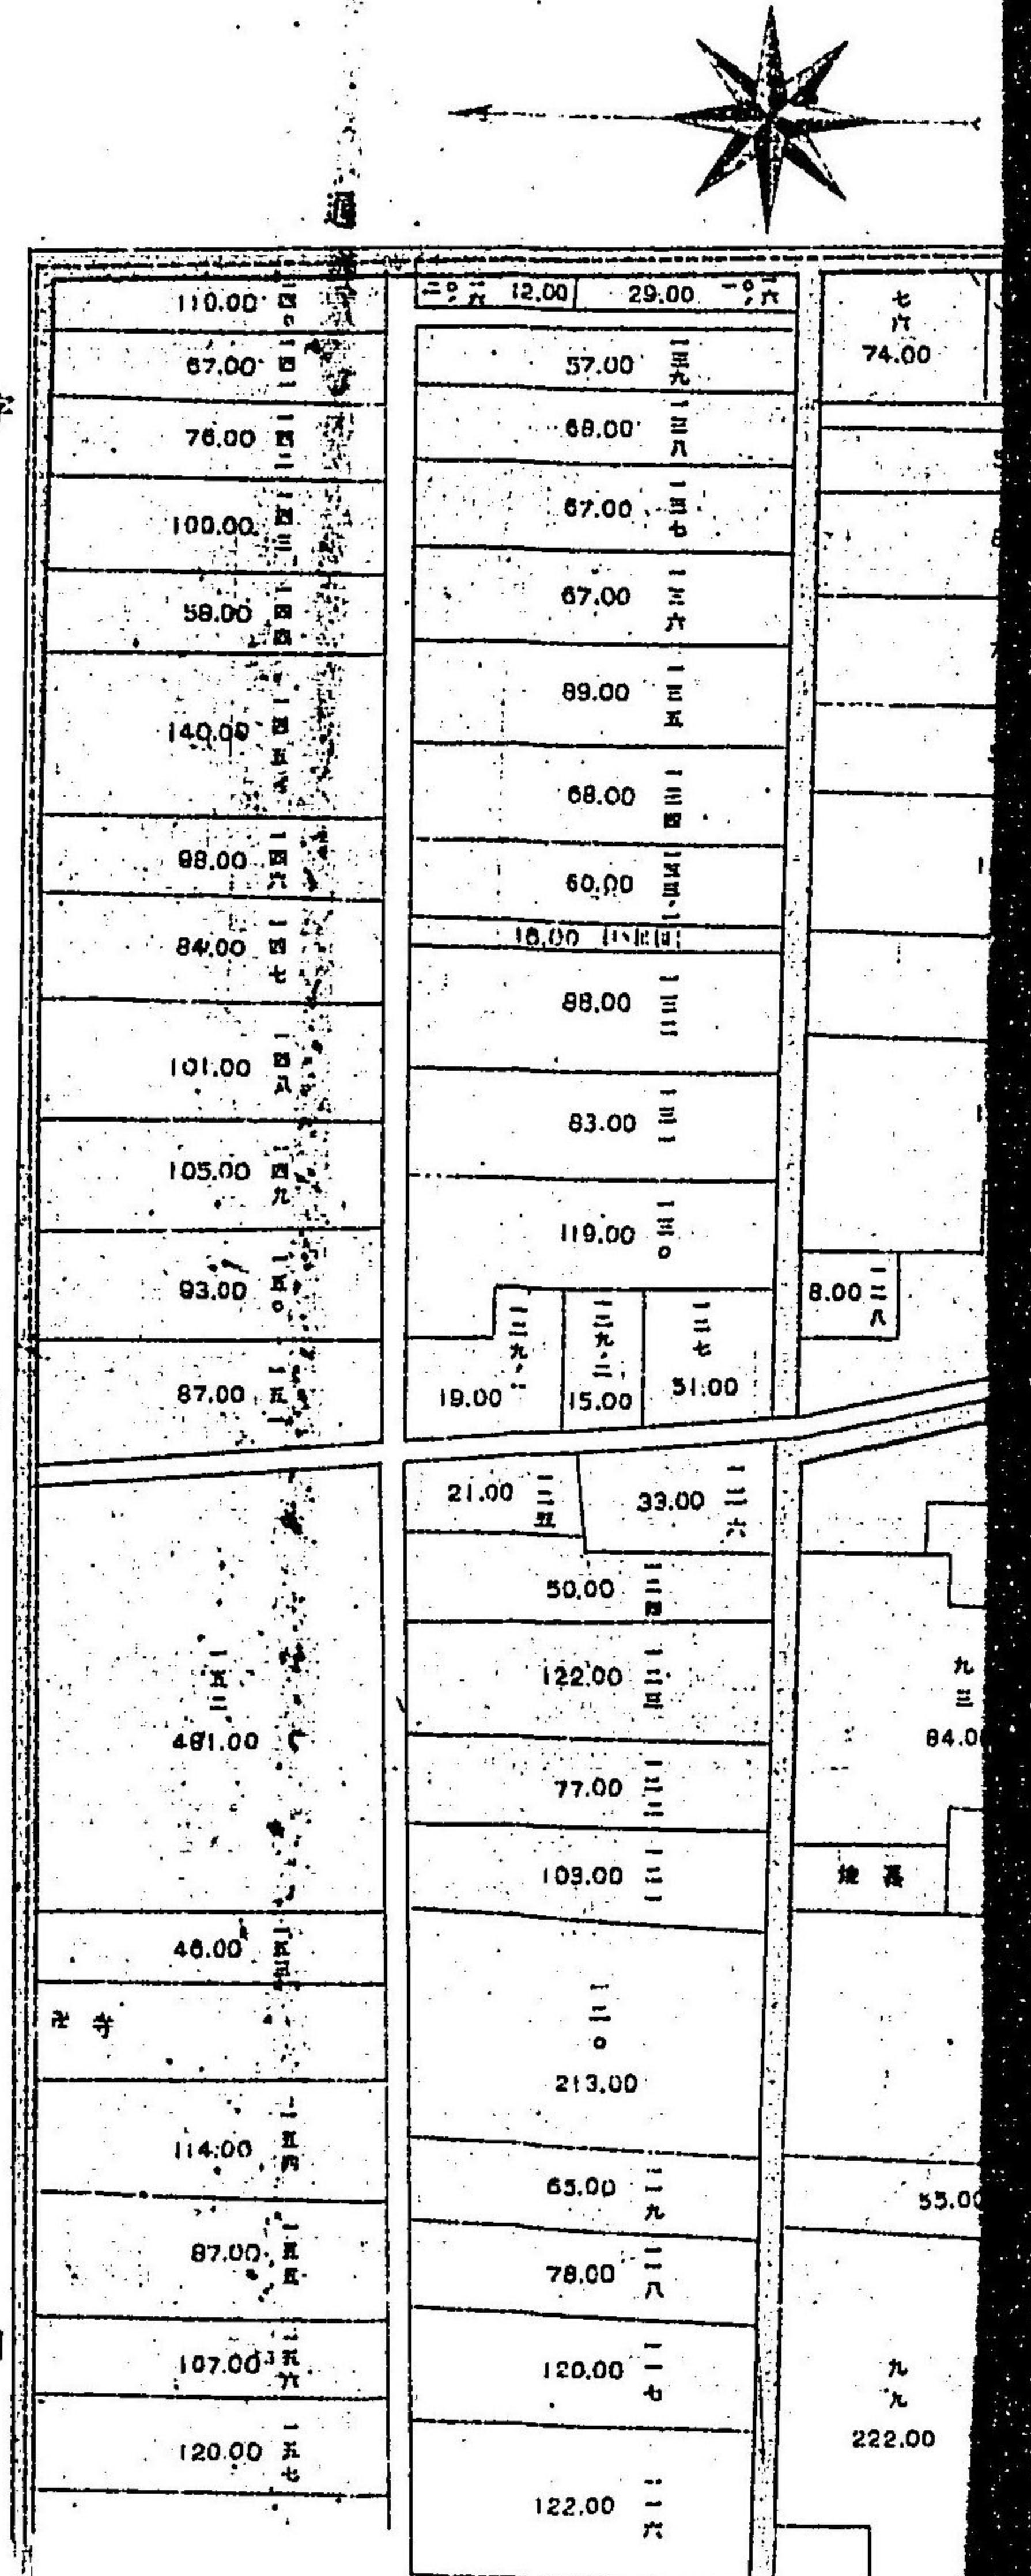 110.00 一四〇
67.00 一四一
76.00 一四二
100.00 一四三
58.00 一四四
140.00 一四五
98.00 一四六
84.00 一四七
101.00 一四八
105.00 一四九
93.00 一五〇
87.00 一五一
一五二
481.00
46.00 一五三
卍 寺
114.00 一五四
87.00 一五五
107.00 一五六
120.00 一五七
12.00
29.00
57.00 一三九
68.00 一三八
67.00 一三七
67.00 一三六
89.00 一三五
68.00 一三四
60.00
16.00
88.00 一三二
83.00 一三一
119.00 一三〇
19.00
一二九ノ二
15.00
一二七
51.00
21.00 一二五
33.00 一二六
50.00 一二四
122.00 一二三
77.00 一二二
103.00 一二一
一二〇
213.00
65.00 一一九
78.00 一一八
120.00 一一七
122.00 一一六
七六
74.00
8.00 一二八
九三
84.0
55.00
九九
222.00